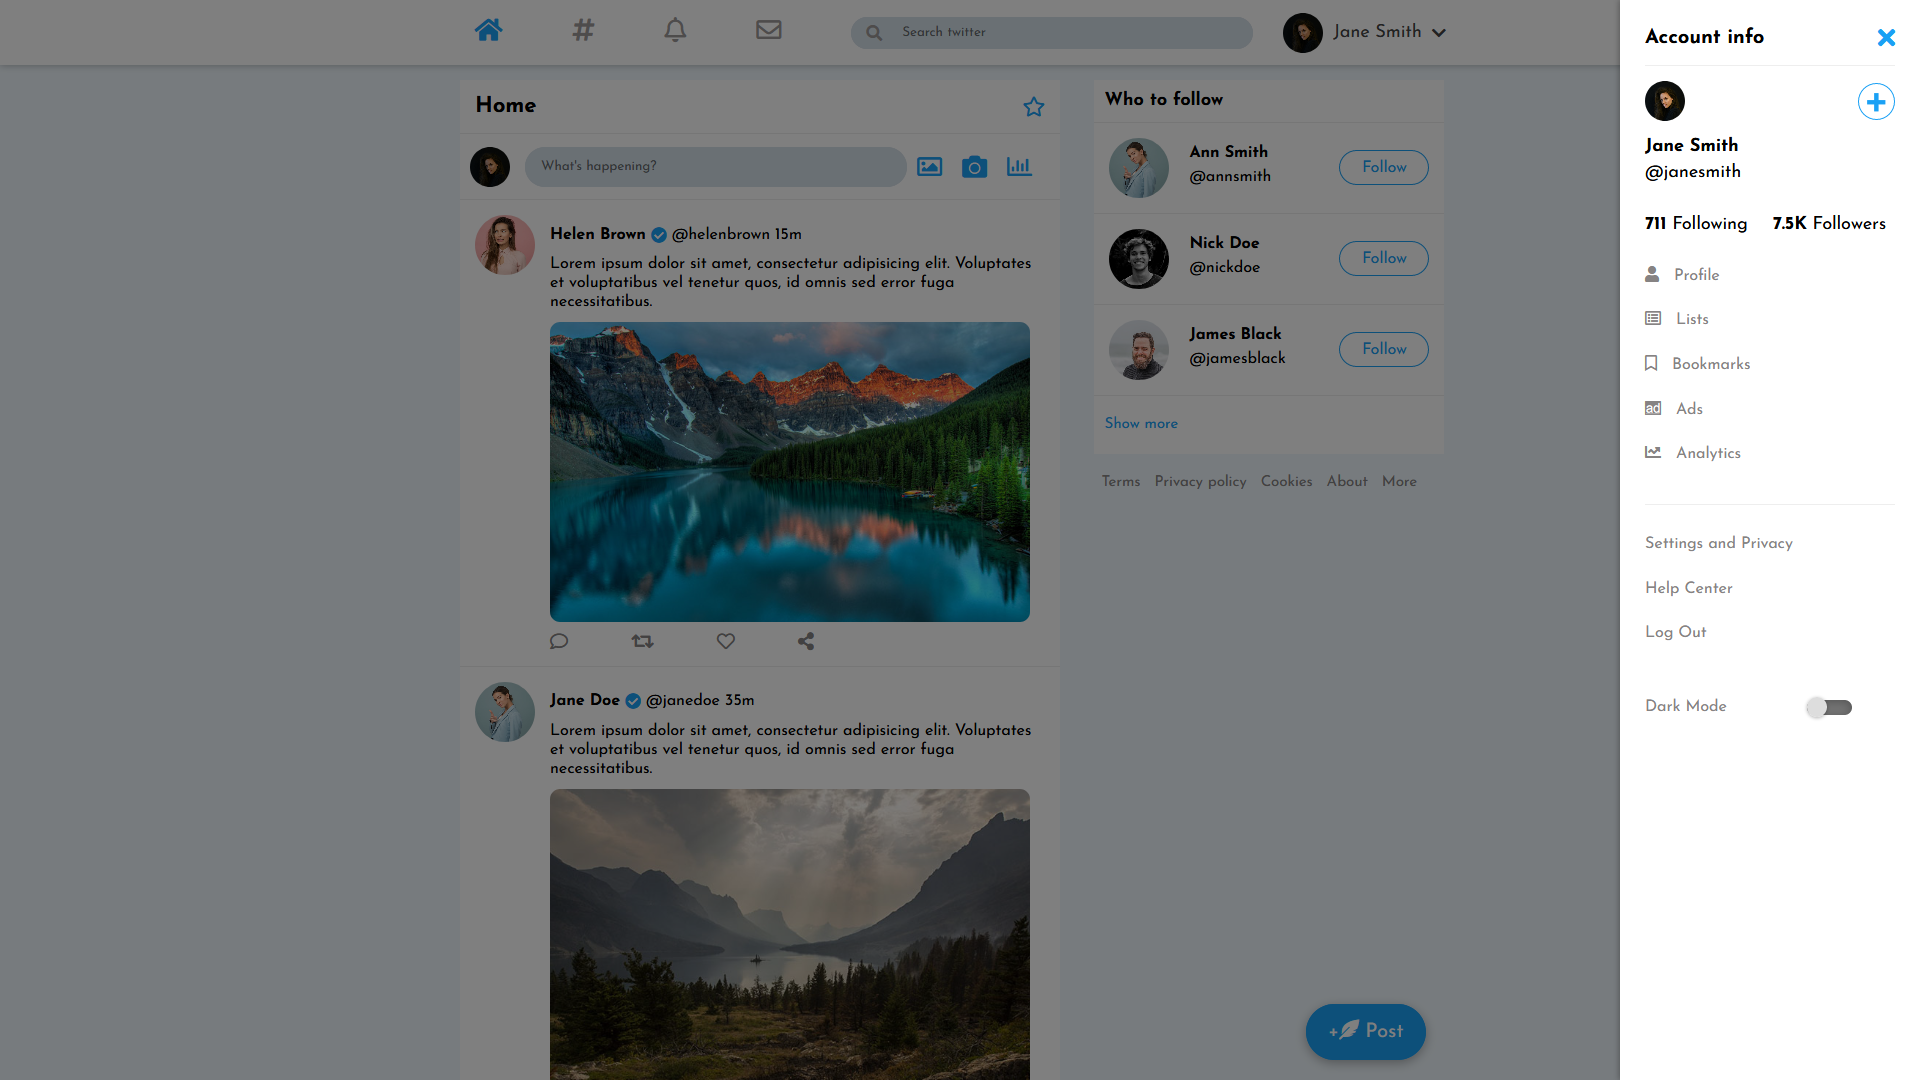 Search twitter
Jane Smith
Home
What's happening?
Helen Brown @helenbrown 15m
Lorem ipsum dolor sit amet, consectetur adipisicing elit. Voluptates
et voluptatibus vel tenetur quos, id omnis sed error fuga
necessitatibus.
Jane Doe @janedoe 35m
Lorem ipsum dolor sit amet, consectetur adipisicing elit. Voluptates
et voluptatibus vel tenetur quos, id omnis sed error fuga
necessitatibus.
Who to follow
Ann Smith
@annsmith
Follow
Nick Doe
@nickdoe
Follow
James Black
@jamesblack
Follow
Show more
Terms Privacy policy Cookies About More
+ Post
Account info
Jane Smith
@janesmith
711 Following 7.5K Followers
Profile
Lists
Bookmarks
ad Ads
Analytics
Settings and Privacy
Help Center
Log Out
Dark Mode